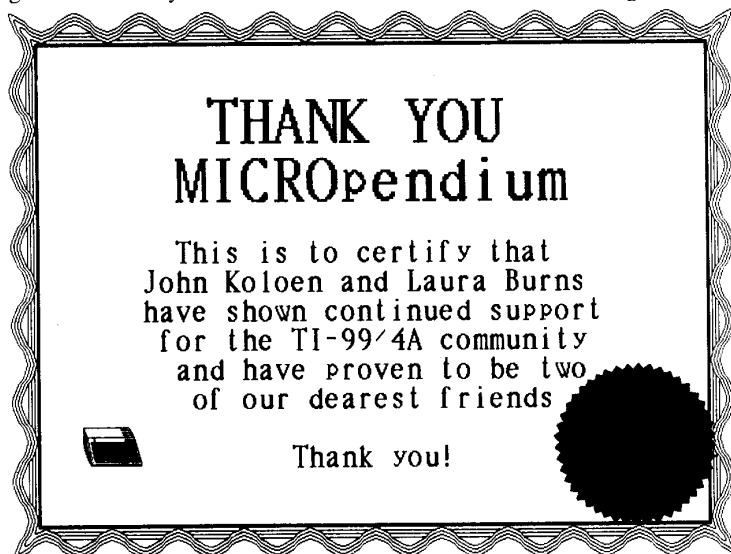 THANK YOU
MICROpendium
This is to certify that
John Koloen and Laura Burns
have shown continued support
for the TI-99/4A community
and have proven to be two
of our dearest friends
Thank you!